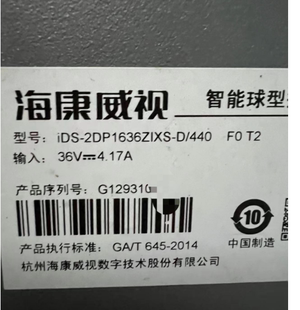 海康威视
智能球型
型号: iDS-2DP1636ZIXS-D/440 F0 T2
输入: 36V⎓4.17A
产品序列号: G129310
10
中国制造
产品执行标准: GA/T 645-2014
杭州海康威视数字技术股份有限公司